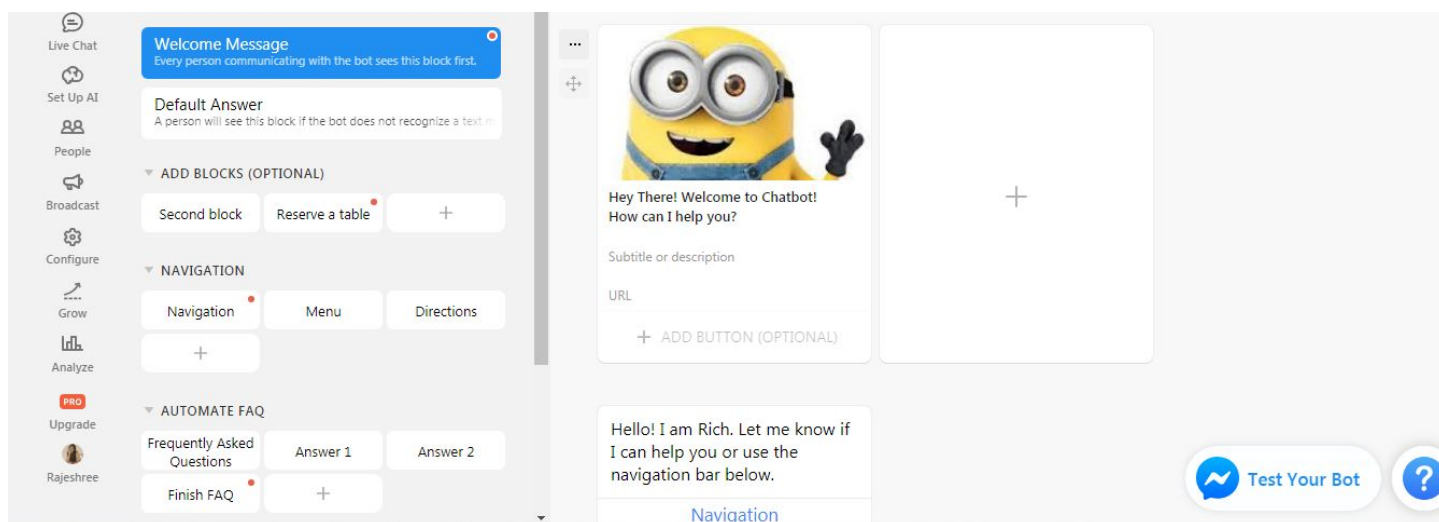 Live Chat
Set Up AI
People
Broadcast
Configure
Grow
Analyze
PRO
Upgrade
Rajeshree
Welcome Message
Every person communicating with the bot sees this block first.
Default Answer
A person will see this block if the bot does not recognize a text m
ADD BLOCKS (OPTIONAL)
Second block
Reserve a table
NAVIGATION
Navigation
Menu
Directions
AUTOMATE FAQ
Frequently Asked
Questions
Answer 1
Answer 2
Finish FAQ
Hey There! Welcome to Chatbot!
How can I help you?
Subtitle or description
URL
+ ADD BUTTON (OPTIONAL)
Hello! I am Rich. Let me know if
I can help you or use the
navigation bar below.
Navigation
Test Your Bot
?